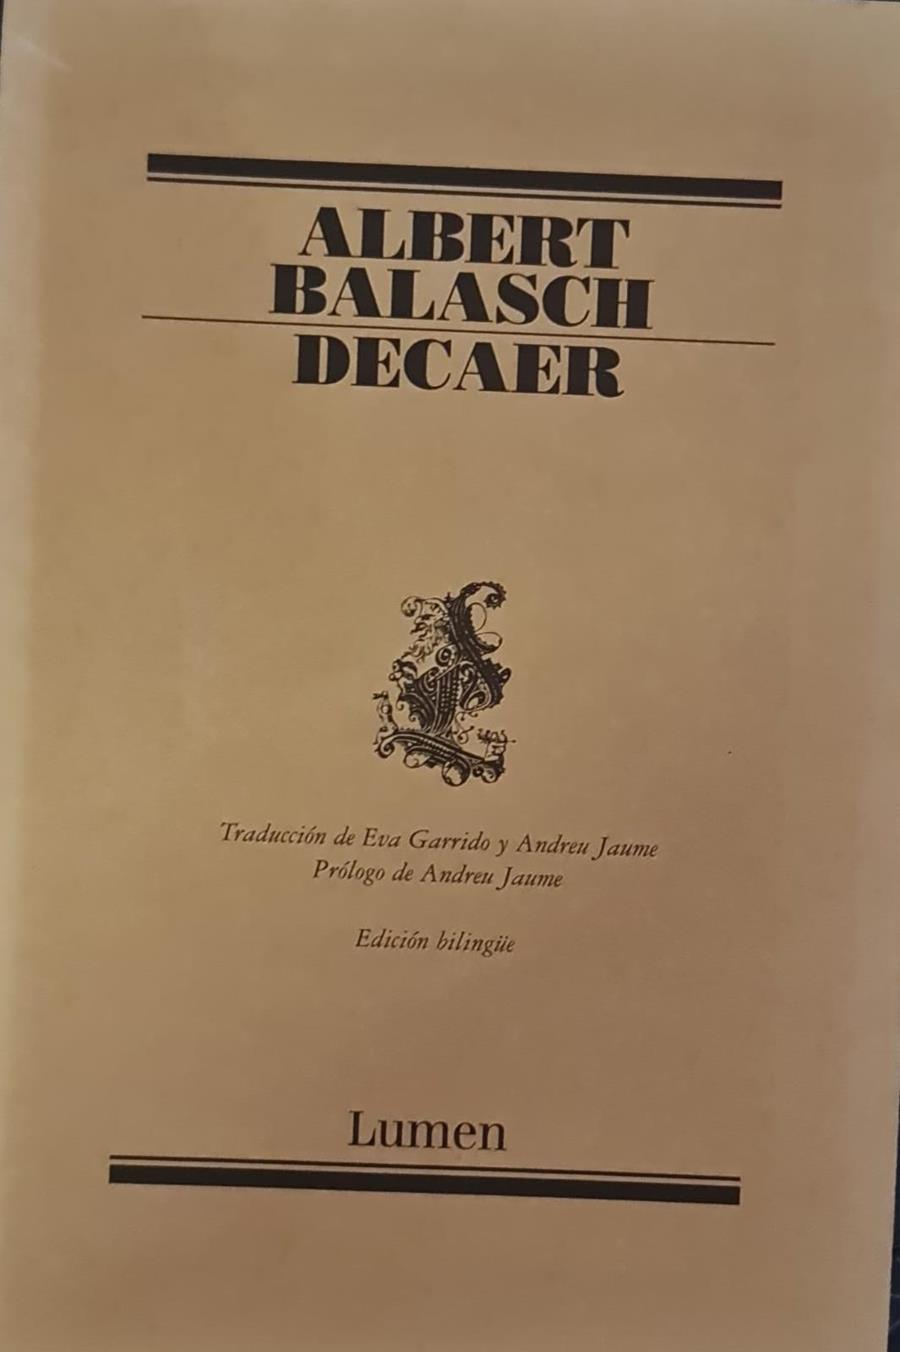 ALBERT
BALASCH
DECAER
Traducción de Eva Garrido y Andreu Jaume
Prólogo de Andreu Jaume
Edición bilingüe
Lumen